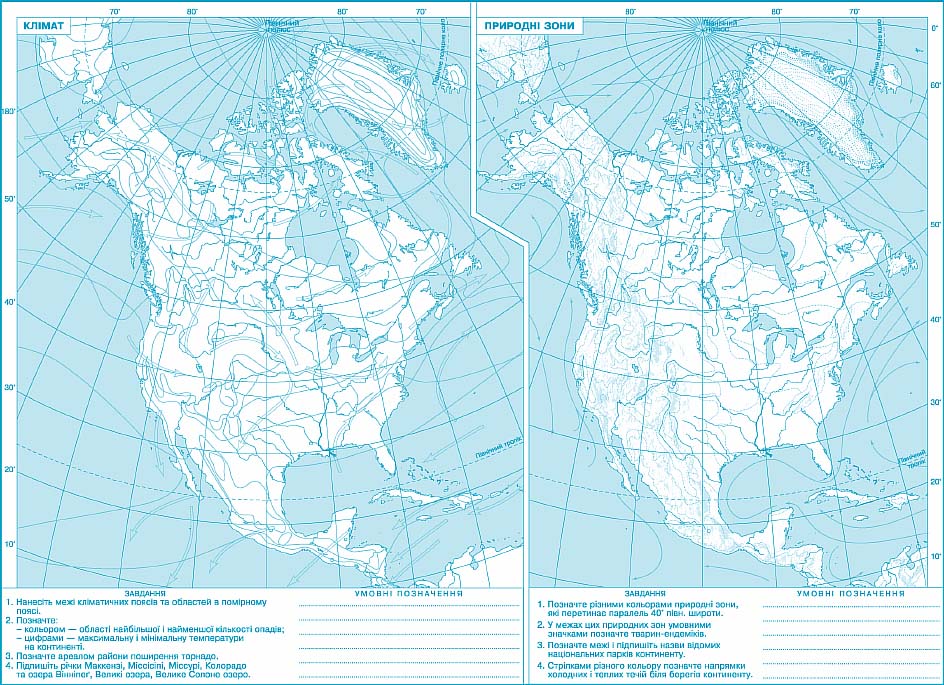 КЛІМАТ
70°
80°
80°
70°
Північний
полюс
70°
Північне полярне коло
180°
50°
40°
30°
20°
10°
Північний тропік
ЗАВДАННЯ
1. Нанесіть межі кліматичних поясів та областей в помірному
поясі.
2. Позначте:
– кольором — області найбільшої і найменшої кількості опадів;
– цифрами — максимальну і мінімальну температури
на континенті.
3. Позначте ареалом райони поширення торнадо.
4. Підпишіть річки Маккензі, Міссісіпі, Міссурі, Колорадо
та озера Вінніпег, Великі озера, Велике Солоне озеро.
УМОВНІ ПОЗНАЧЕННЯ
ПРИРОДНІ ЗОНИ
80°
80°
70°
Північний
полюс
70°
Північне полярне коло
0°
60°
50°
40°
30°
20°
10°
Північний
тропік
ЗАВДАННЯ
1. Позначте різними кольорами природні зони,
які перетинає паралель 40° півн. широти.
2. У межах цих природних зон умовними
значками позначте тварин-ендеміків.
3. Позначте межі і підпишіть назви відомих
національних парків континенту.
4. Стрілками різного кольору позначте напрямки
холодних і теплих течій біля берегів континенту.
УМОВНІ ПОЗНАЧЕННЯ